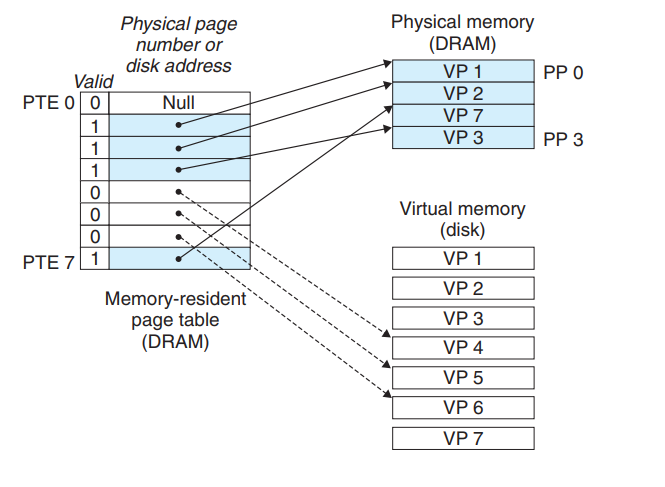 Physical page
number or
disk address
Valid
PTE 0
0
Null
1
1
1
0
0
0
PTE 7
1
Memory-resident
page table
(DRAM)
Physical memory
(DRAM)
VP 1
PP 0
VP 2
VP 7
VP 3
PP 3
Virtual memory
(disk)
VP 1
VP 2
VP 3
VP 4
VP 5
VP 6
VP 7